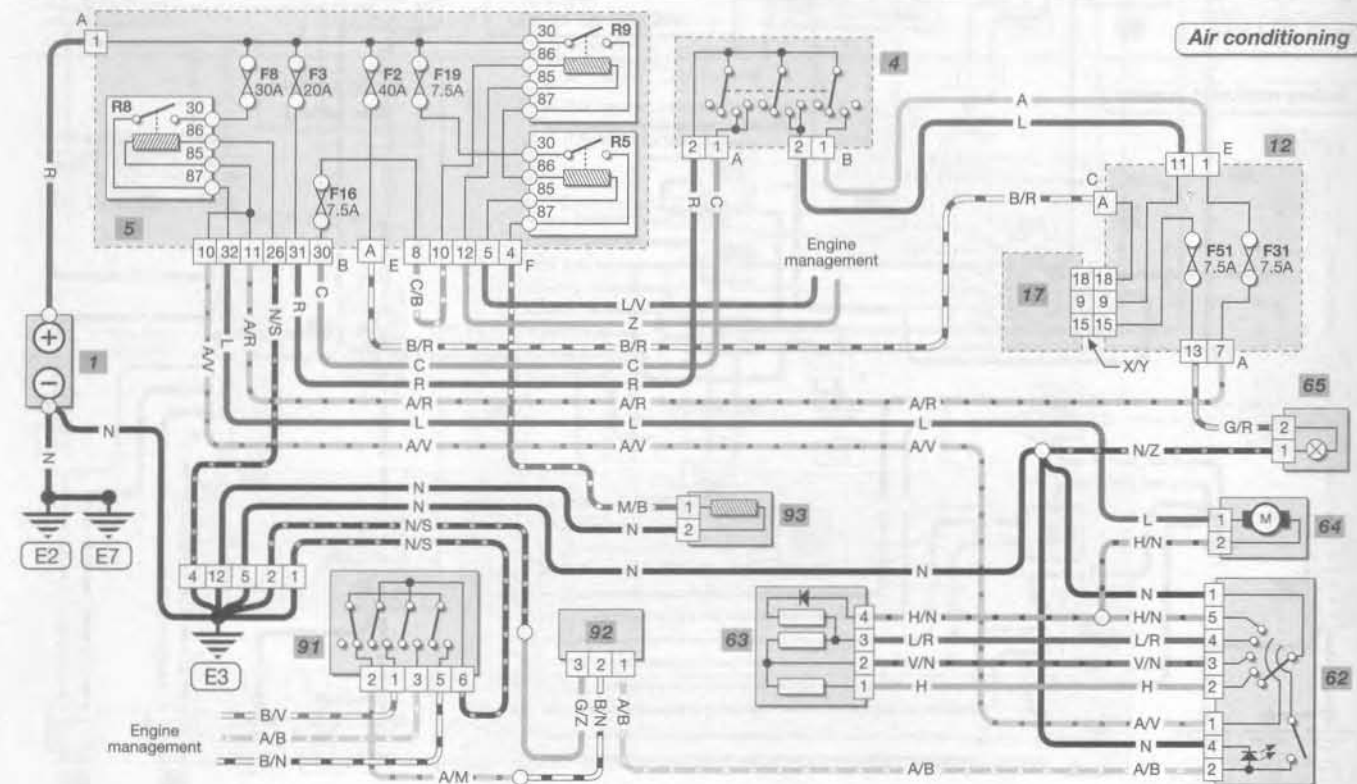 Air conditioning
A
1
R
R8
30
86
85
87
F8
30A
F3
20A
F2
40A
F19
7.5A
F16
7.5A
R9
30
86
85
87
R5
30
86
85
87
5
10
32
11
26
31
30
B
A
E
8
10
12
5
4
F
4
2
1
A
2
1
B
A
L
11
1
E
12
C
A
B/R
F51
7.5A
F31
7.5A
17
18
18
9
9
15
15
X/Y
13
7
A
Engine
management
R
C
A/V
L
A/R
N/S
R
C
C/B
L/V
Z
B/R
B/R
C
C
R
R
A/R
A/R
A/R
L
L
L
A/V
A/V
A/V
1
N
N
E2
E7
G/R
2
1
65
N/Z
M/B
N
1
2
93
N
N
N/S
N/S
N
N
4
12
5
2
1
E3
L
H/N
1
2
M
64
91
2
1
3
5
6
92
3
2
1
G/Z
B/N
A/B
63
4
3
2
1
H/N
L/R
V/N
H
N
H/N
L/R
V/N
H
A/V
N
A/B
A/B
1
5
4
3
2
1
4
2
62
Engine
management
B/V
A/B
B/N
A/M